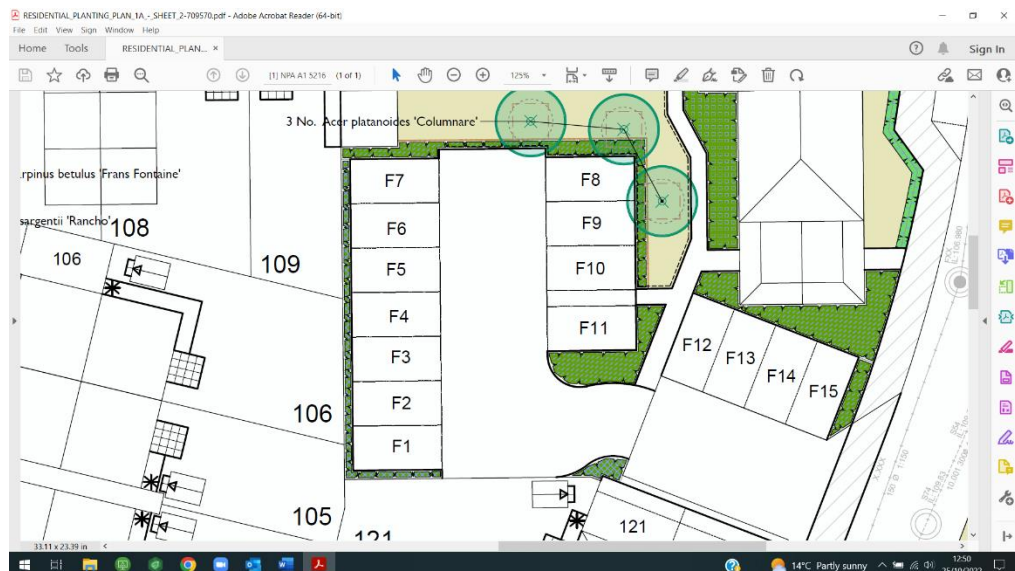 RESIDENTIAL_PLANTING_PLAN_1A_-_SHEET_2-709570.pdf - Adobe Acrobat Reader (64-bit)
File Edit View Sign Window Help
Home Tools RESIDENTIAL_PLAN... × Sign In
[1] NPA A1 5216 (1 of 1) 125%
3 No. Acer platanoides 'Columnare'
rpinus betulus 'Frans Fontaine'
sargentii 'Rancho'
108
106
109
F7
F8
F6
F9
F5
F10
F4
F11
F3
F12
F13
F14
F15
F2
106
F1
105
121
121
33.11 x 23.39 in
14°C Partly sunny
12:50
25/10/2022